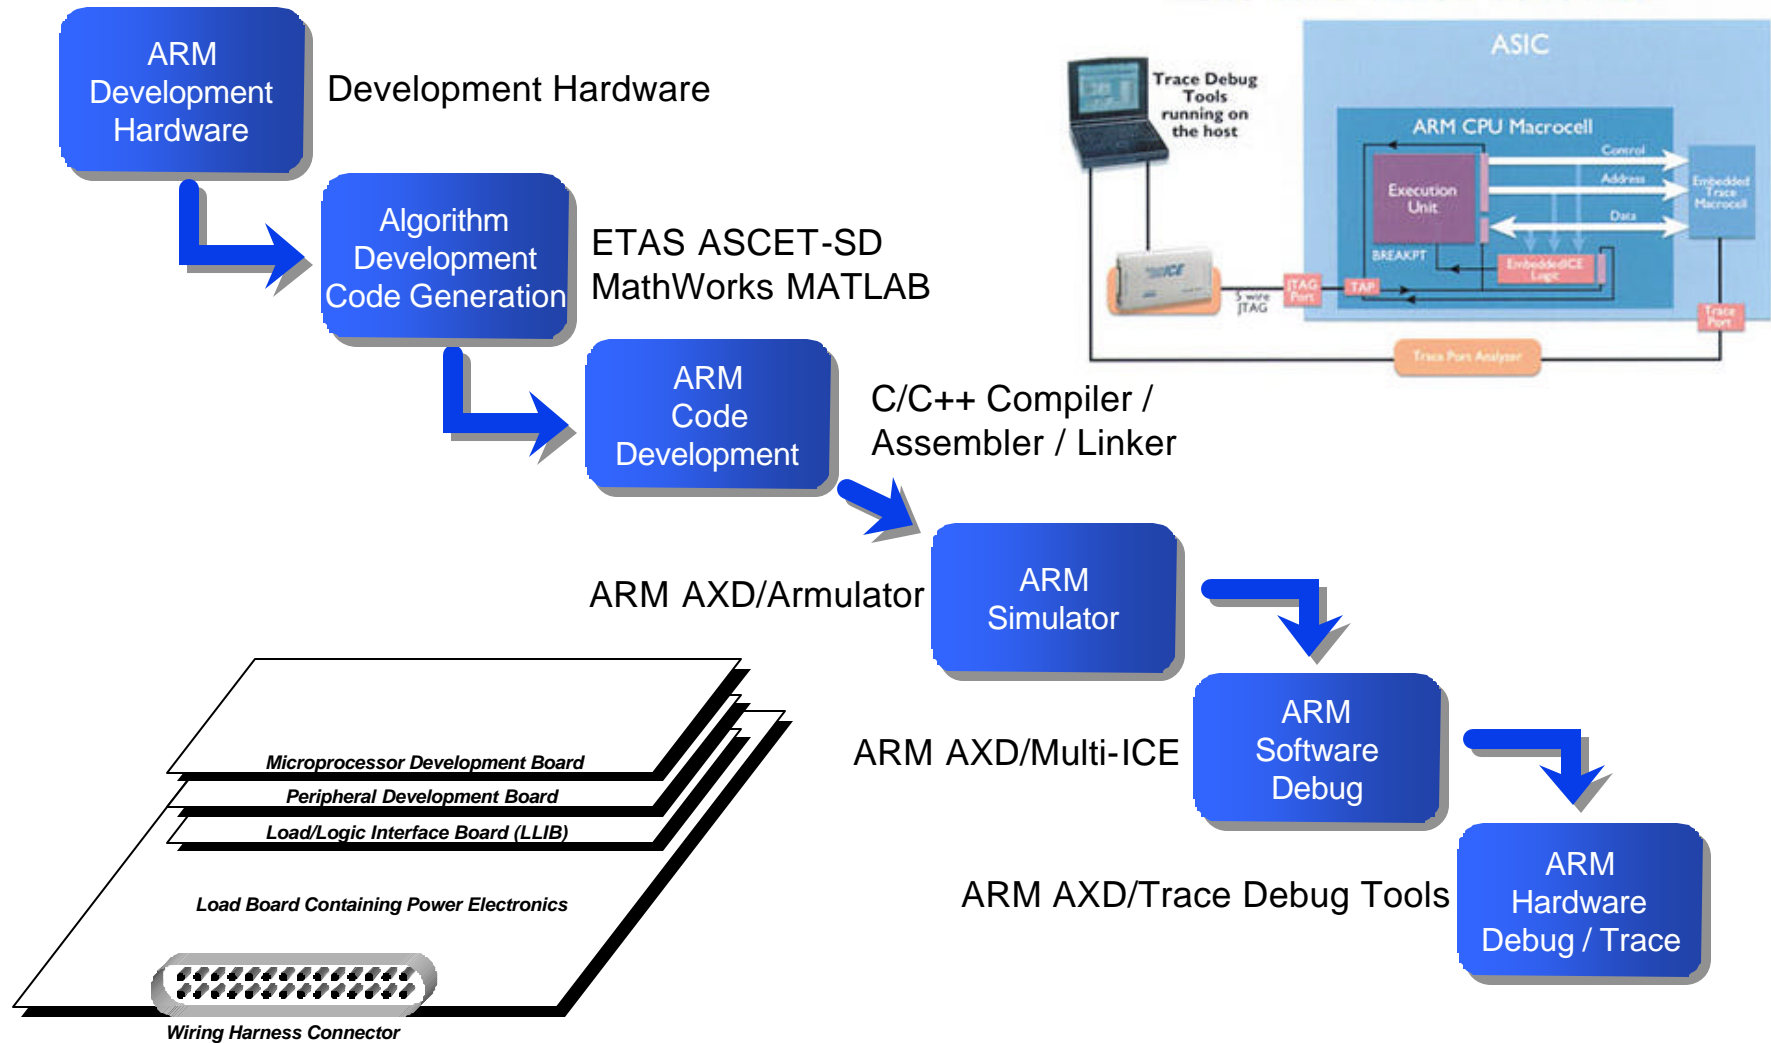 ARM
Development
Hardware
Development Hardware
Algorithm
Development
Code Generation
ETAS ASCET-SD
MathWorks MATLAB
ARM
Code
Development
C/C++ Compiler /
Assembler / Linker
ARM AXD/Armulator
ARM
Simulator
ARM AXD/Multi-ICE
ARM
Software
Debug
ARM AXD/Trace Debug Tools
ARM
Hardware
Debug / Trace
Trace Debug
Tools
running on
the host
ASIC
ARM CPU Macrocell
Execution
Unit
Control
Address
Data
Embedded
Trace
Macrocell
BREAKPT
EmbeddedICE
Logic
ICE
5 wire
JTAG
JTAG
Port
TAP
Trace
Port
Trace Port Analyzer
Microprocessor Development Board
Peripheral Development Board
Load/Logic Interface Board (LLIB)
Load Board Containing Power Electronics
Wiring Harness Connector